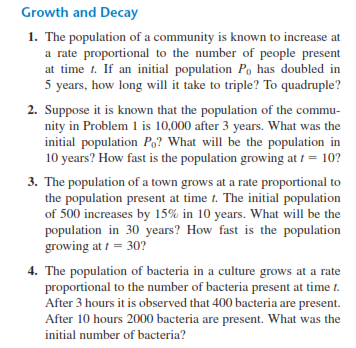 Growth and Decay
1. The population of a community is known to increase at
a rate proportional to the number of people present
at time t. If an initial population P₀ has doubled in
5 years, how long will it take to triple? To quadruple?
2. Suppose it is known that the population of the commu-
nity in Problem 1 is 10,000 after 3 years. What was the
initial population P₀? What will be the population in
10 years? How fast is the population growing at t = 10?
3. The population of a town grows at a rate proportional to
the population present at time t. The initial population
of 500 increases by 15% in 10 years. What will be the
population in 30 years? How fast is the population
growing at t = 30?
4. The population of bacteria in a culture grows at a rate
proportional to the number of bacteria present at time t.
After 3 hours it is observed that 400 bacteria are present.
After 10 hours 2000 bacteria are present. What was the
initial number of bacteria?